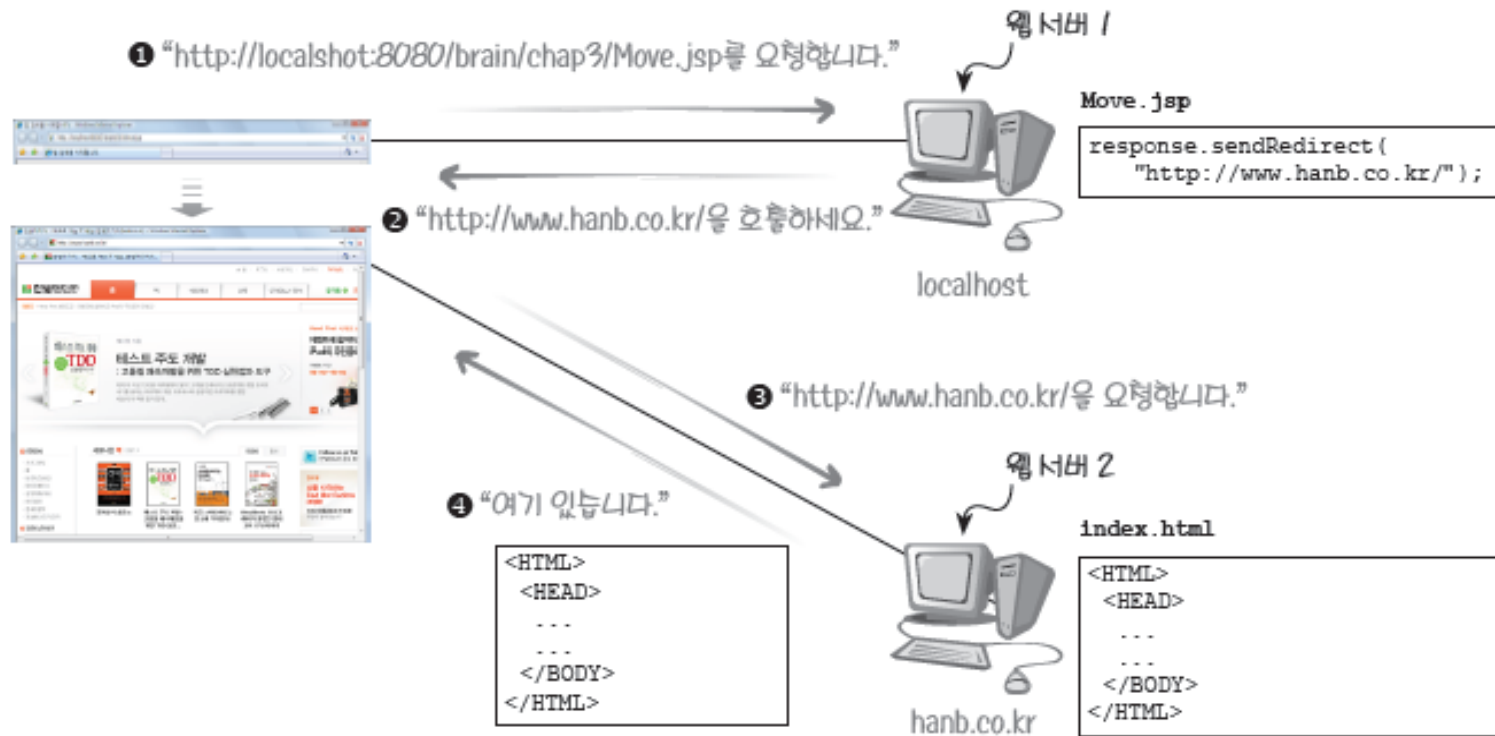 웹 서버 1
❶ “http://localshot:8080/brain/chap3/Move.jsp를 요청합니다.”
Move.jsp
response.sendRedirect(
"http://www.hanb.co.kr/");
❷ “http://www.hanb.co.kr/을 호출하세요.”
localhost
테스트 주도 개발
TDD
❸ “http://www.hanb.co.kr/을 요청합니다.”
웹 서버 2
❹ “여기 있습니다.”
<HTML>
<HEAD>
...
...
</BODY>
</HTML>
index.html
<HTML>
<HEAD>
...
...
</BODY>
</HTML>
hanb.co.kr